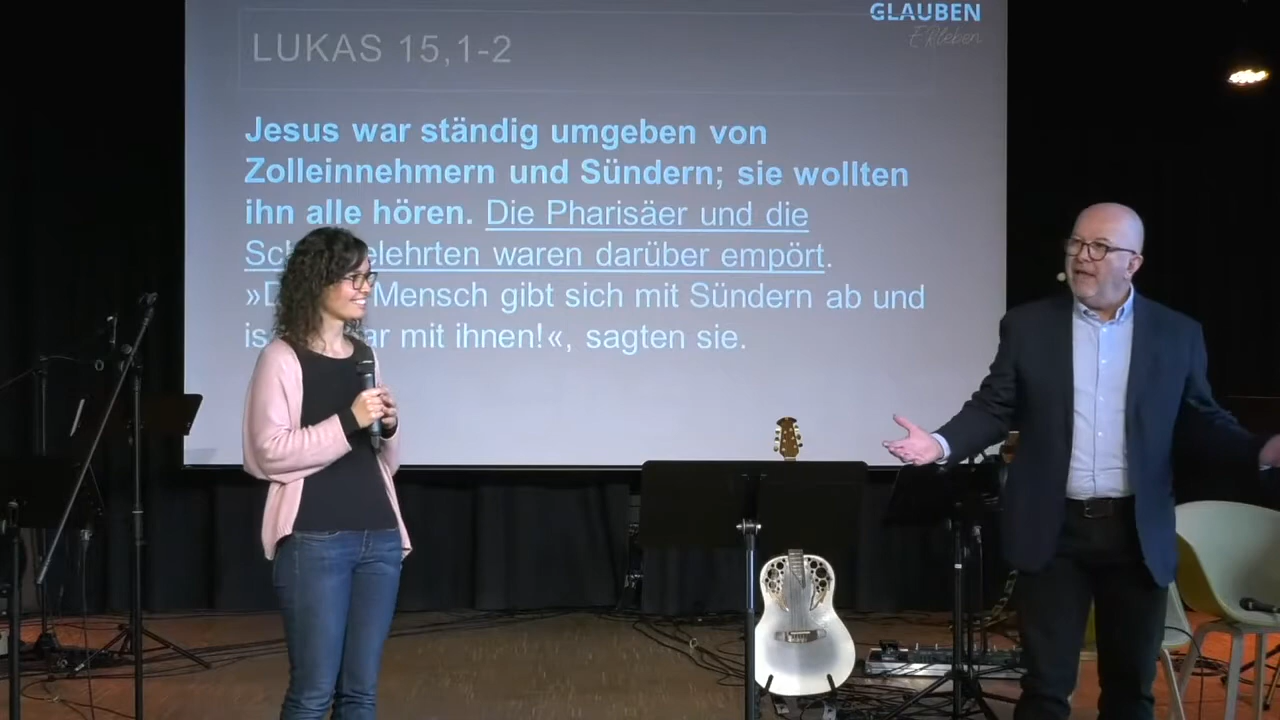 GLAUBEN
ERleben
LUKAS 15,1-2
Jesus war ständig umgeben von
Zolleinnehmern und Sündern; sie wollten
ihn alle hören. Die Pharisäer und die
waren darüber empört.
Mensch gibt sich mit Sündern ab und
mit ihnen!«, sagten sie.